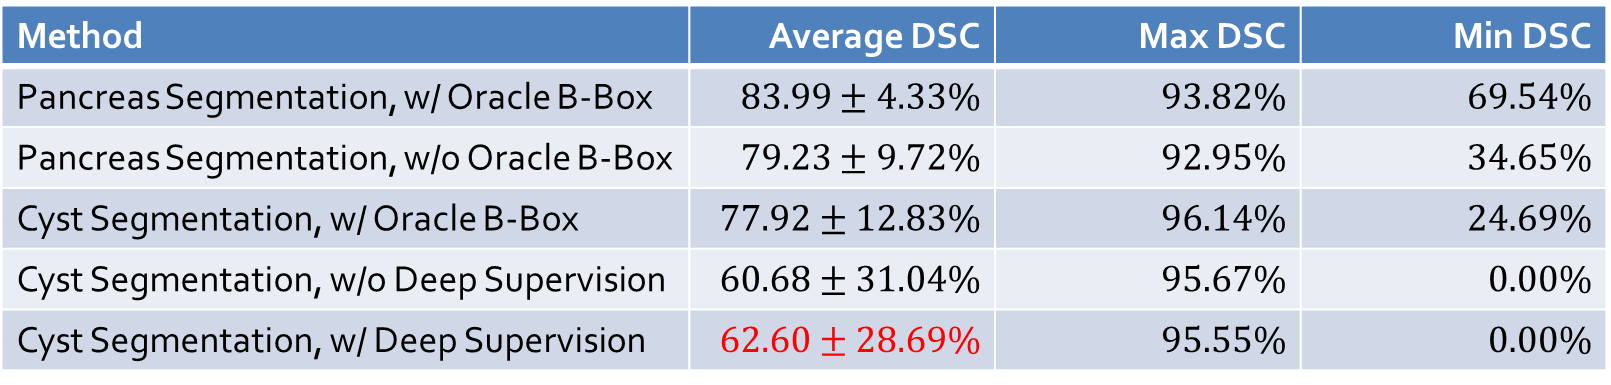 Method Average DSC Max DSC Min DSC
Pancreas Segmentation, w/ Oracle B-Box 83.99 ± 4.33% 93.82% 69.54%
Pancreas Segmentation, w/o Oracle B-Box 79.23 ± 9.72% 92.95% 34.65%
Cyst Segmentation, w/ Oracle B-Box 77.92 ± 12.83% 96.14% 24.69%
Cyst Segmentation, w/o Deep Supervision 60.68 ± 31.04% 95.67% 0.00%
Cyst Segmentation, w/ Deep Supervision 62.60 ± 28.69% 95.55% 0.00%